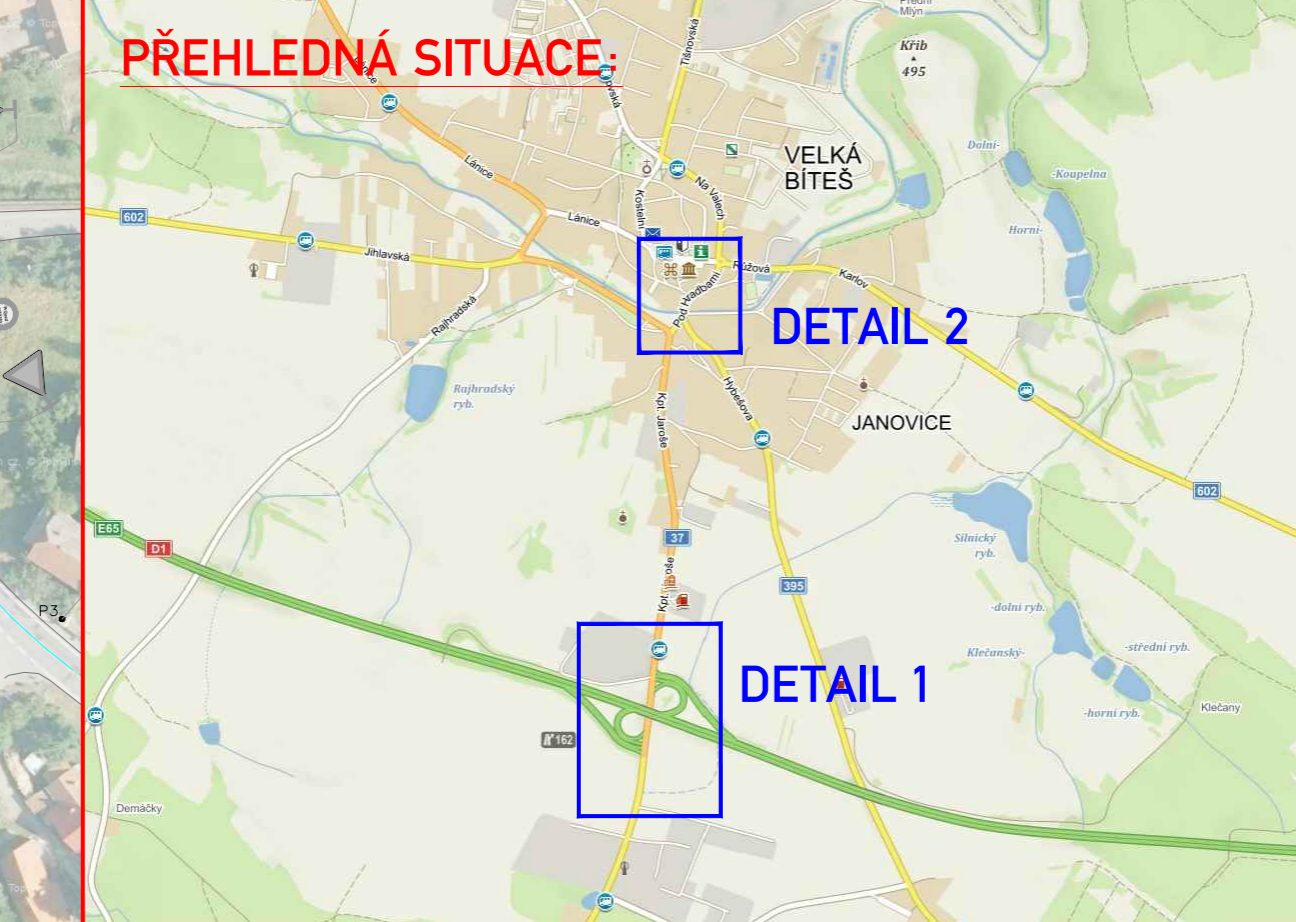 PŘEHLEDNÁ SITUACE:
Mlýn
Tišnovská
Křib
495
Lánice
Dolní-
-Koupelna
VELKÁ
BÍTEŠ
Na Valech
Kostelní
602
Lánice
Horní-
Jihlavská
Růžová
Karlov
Pod Hradbami
Rajhradská
DETAIL 2
Rajhradský
ryb.
Hybešova
Kpt. Jaroše
JANOVICE
602
E65
D1
37
Silnický
ryb.
395
-dolní ryb.
P3
Klečanský-
-střední ryb.
DETAIL 1
-horní ryb.
Klečany
162
Demáčky